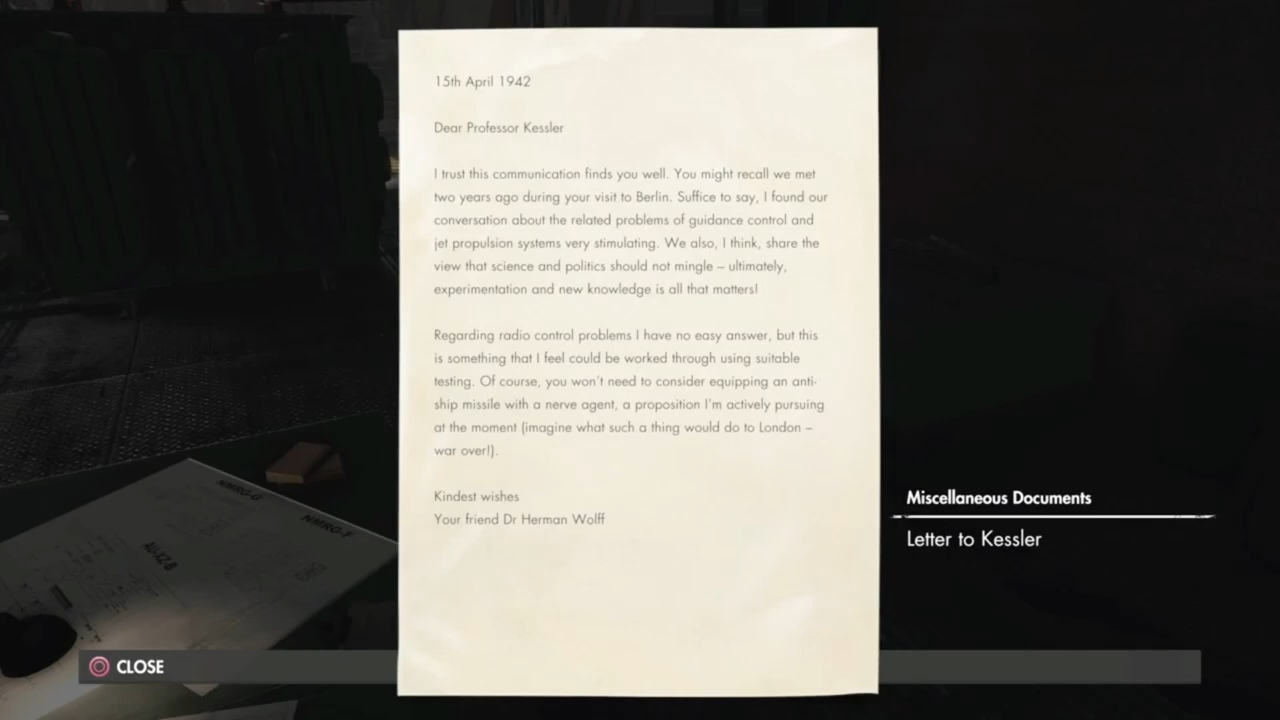 15th April 1942
Dear Professor Kessler
I trust this communication finds you well. You might recall we met
two years ago during your visit to Berlin. Suffice to say, I found our
conversation about the related problems of guidance control and
jet propulsion systems very stimulating. We also, I think, share the
view that science and politics should not mingle – ultimately,
experimentation and new knowledge is all that matters!
Regarding radio control problems I have no easy answer, but this
is something that I feel could be worked through using suitable
testing. Of course, you won't need to consider equipping an anti-
ship missile with a nerve agent, a proposition I'm actively pursuing
at the moment (imagine what such a thing would do to London –
war over!).
Kindest wishes
Your friend Dr Herman Wolff
Miscellaneous Documents
Letter to Kessler
NMRG-G
NMRG-F
AU-XZ-8
CLOSE